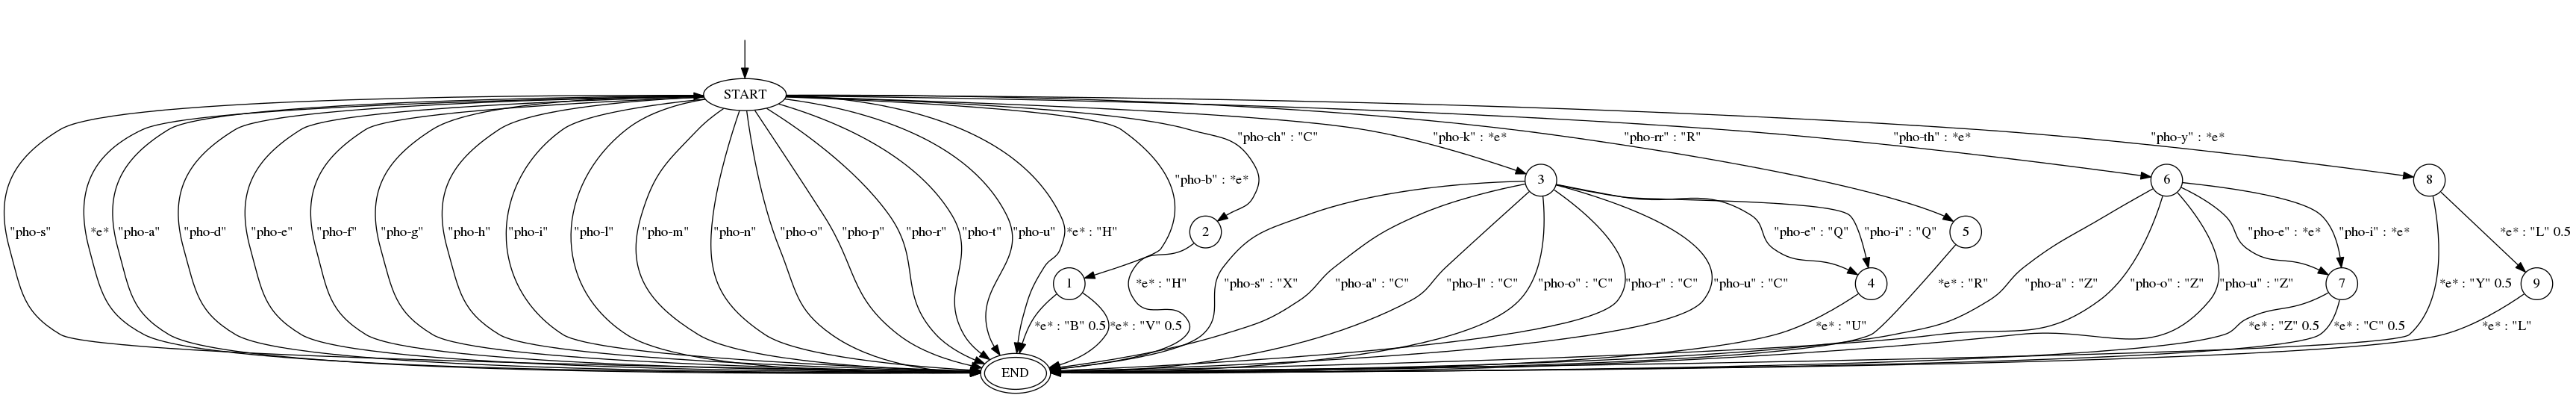 START
"pho-ch" : "C"
"pho-k" : *e*
"pho-rr" : "R"
"pho-th" : *e*
"pho-y" : *e*
"pho-b" : *e*
3
6
8
"pho-s"
*e*
"pho-a"
"pho-d"
"pho-e"
"pho-f"
"pho-g"
"pho-h"
"pho-i"
"pho-l"
"pho-m"
"pho-n"
"pho-o"
"pho-p"
"pho-r"
"pho-t"
"pho-u"
*e* : "H"
2
"pho-e" : "Q"
"pho-i" : "Q"
5
"pho-e" : *e*
"pho-i" : *e*
*e* : "L" 0.5
1
*e* : "H"
"pho-s" : "X"
"pho-a" : "C"
"pho-l" : "C"
"pho-o" : "C"
"pho-r" : "C"
"pho-u" : "C"
4
*e* : "R"
"pho-a" : "Z"
"pho-o" : "Z"
"pho-u" : "Z"
7
*e* : "Y" 0.5
9
*e* : "B" 0.5
*e* : "V" 0.5
*e* : "U"
*e* : "Z" 0.5
*e* : "C" 0.5
*e* : "L"
END